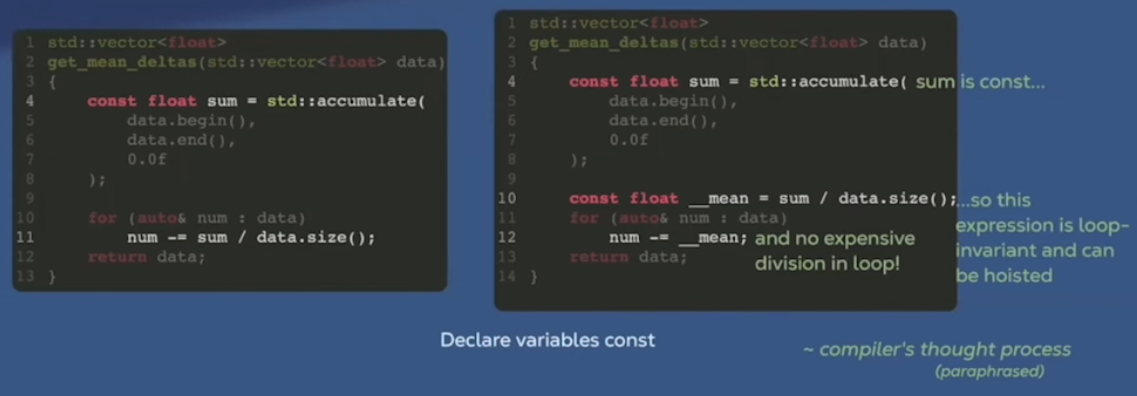 1 std::vector<float>
2 get_mean_deltas(std::vector<float> data)
3 {
4 const float sum = std::accumulate(
5 data.begin(),
6 data.end(),
7 0.0f
8 );
9
10 for (auto& num : data)
11 num -= sum / data.size();
12 return data;
13 }
1 std::vector<float>
2 get_mean_deltas(std::vector<float> data)
3 {
4 const float sum = std::accumulate( sum is const...
5 data.begin(),
6 data.end(),
7 0.0f
8 );
9
10 const float __mean = sum / data.size();
11 for (auto& num : data)
12 num -= __mean;
13 return data;
14 }
...so this
expression is loop-
invariant and can
be hoisted
and no expensive
division in loop!
Declare variables const
~ compiler's thought process
(paraphrased)